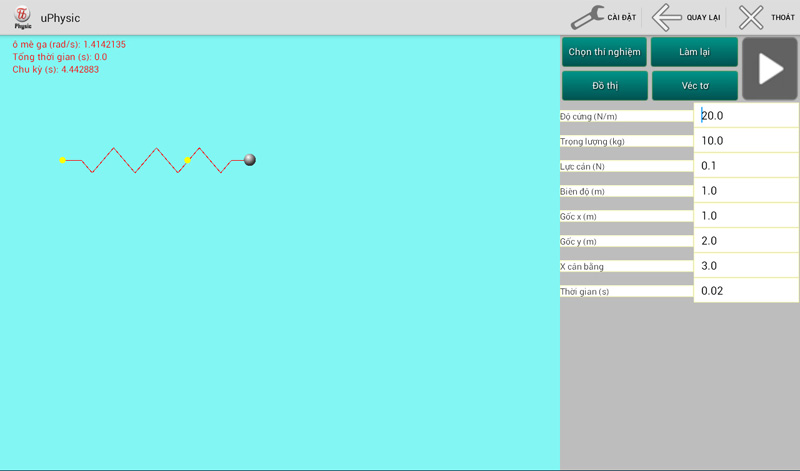 Physic
uPhysic
CÀI ĐẶT
QUAY LẠI
THOÁT
ô mê ga (rad/s): 1.4142135
Tổng thời gian (s): 0.0
Chu kỳ (s): 4.442883
Chọn thí nghiệm
Làm lại
Đồ thị
Véc tơ
Độ cứng (N/m) 20.0
Trọng lượng (kg) 10.0
Lực cản (N) 0.1
Biên độ (m) 1.0
Gốc x (m) 1.0
Gốc y (m) 2.0
X cân bằng 3.0
Thời gian (s) 0.02